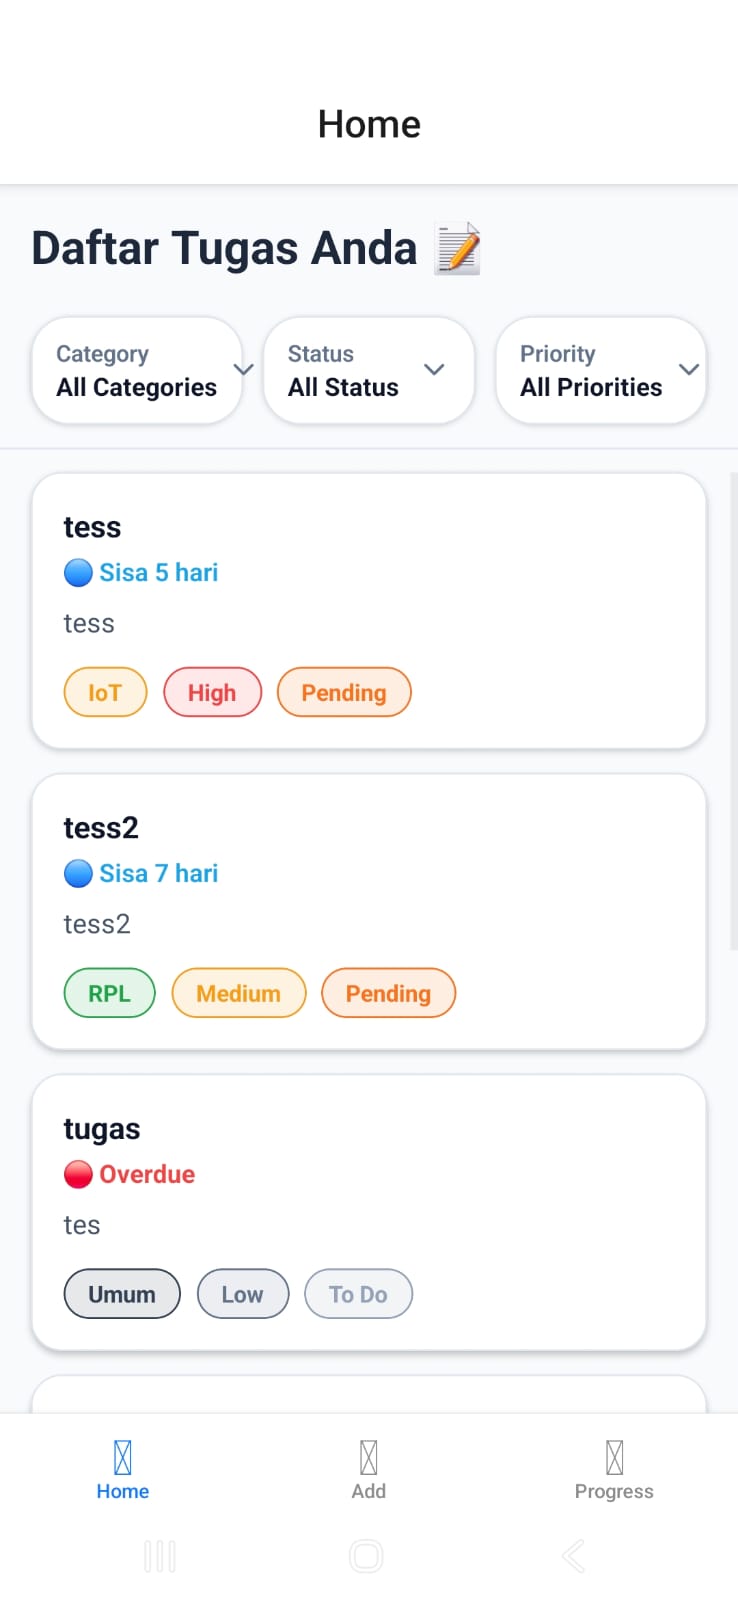 Home
Daftar Tugas Anda 📝
Category
All Categories
Status
All Status
Priority
All Priorities
tess
🔵 Sisa 5 hari
tess
IoT High Pending
tess2
🔵 Sisa 7 hari
tess2
RPL Medium Pending
tugas
🔴 Overdue
tes
Umum Low To Do
Home Add Progress